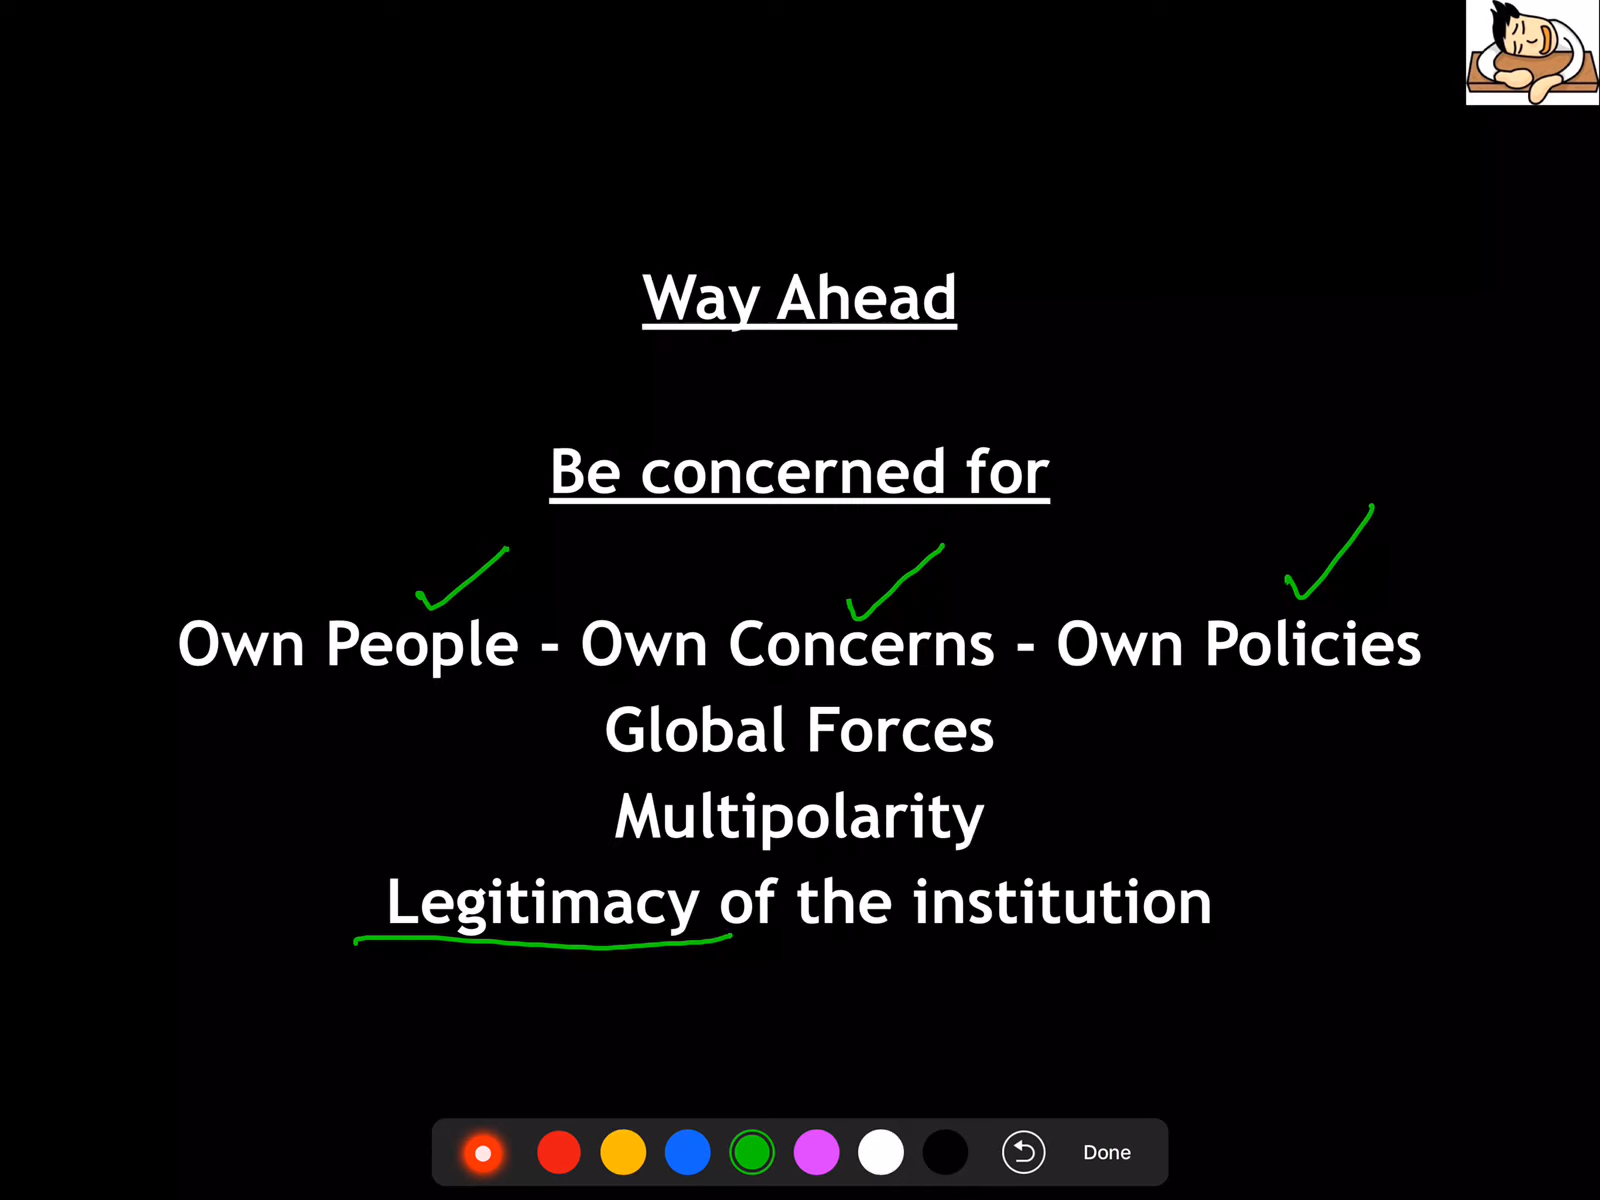 Way Ahead
Be concerned for
Own People - Own Concerns - Own Policies
Global Forces
Multipolarity
Legitimacy of the institution
Done